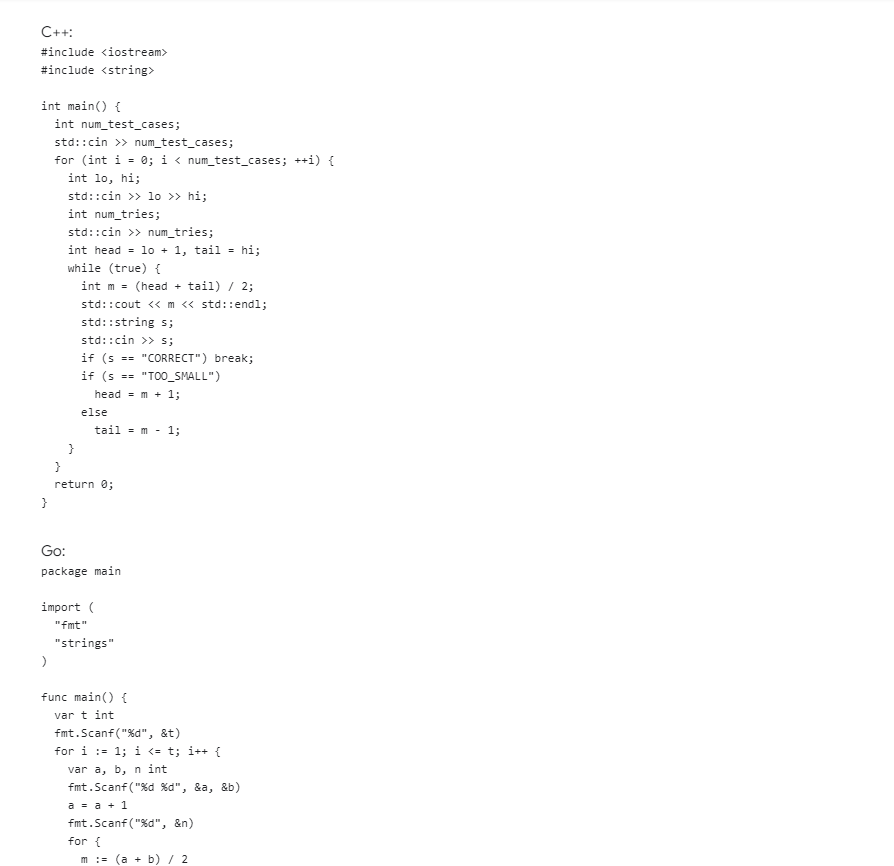 C++:
#include <iostream>
#include <string>

int main() {
  int num_test_cases;
  std::cin >> num_test_cases;
  for (int i = 0; i < num_test_cases; ++i) {
    int lo, hi;
    std::cin >> lo >> hi;
    int num_tries;
    std::cin >> num_tries;
    int head = lo + 1, tail = hi;
    while (true) {
      int m = (head + tail) / 2;
      std::cout << m << std::endl;
      std::string s;
      std::cin >> s;
      if (s == "CORRECT") break;
      if (s == "TOO_SMALL")
        head = m + 1;
      else
        tail = m - 1;
    }
  }
  return 0;
}

Go:
package main

import (
  "fmt"
  "strings"
)

func main() {
  var t int
  fmt.Scanf("%d", &t)
  for i := 1; i <= t; i++ {
    var a, b, n int
    fmt.Scanf("%d %d", &a, &b)
    a = a + 1
    fmt.Scanf("%d", &n)
    for {
      m := (a + b) / 2